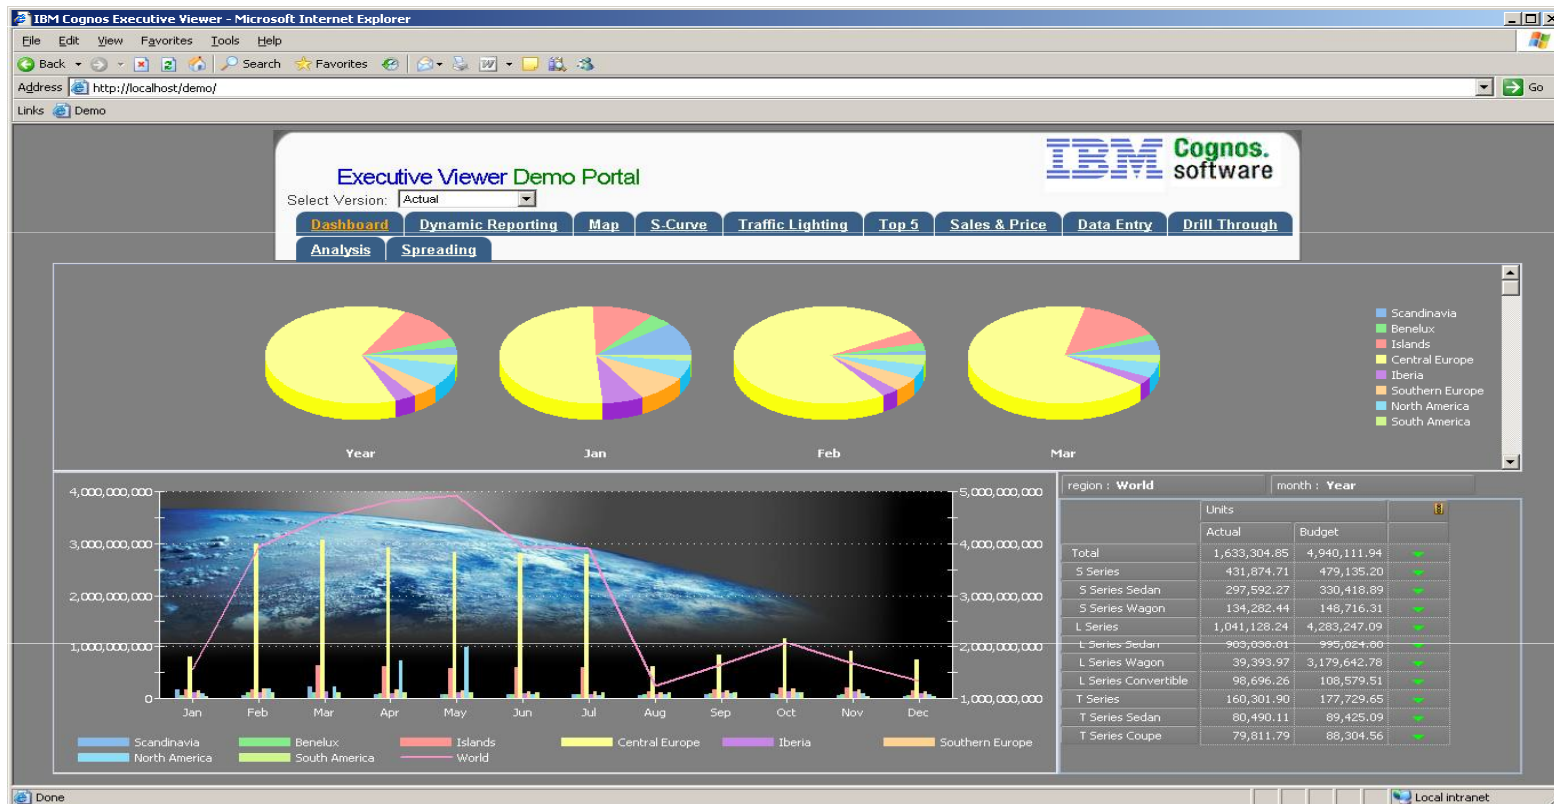 IBM Cognos Executive Viewer - Microsoft Internet Explorer
File Edit View Favorites Tools Help
Back Search Favorites
Address http://localhost/demo/ Go
Links Demo
IBM Cognos. software
Executive Viewer Demo Portal
Select Version: Actual
Dashboard Dynamic Reporting Map S-Curve Traffic Lighting Top 5 Sales & Price Data Entry Drill Through
Analysis Spreading
Scandinavia
Benelux
Islands
Central Europe
Iberia
Southern Europe
North America
South America
Year Jan Feb Mar
4,000,000,000 5,000,000,000
3,000,000,000 4,000,000,000
2,000,000,000 3,000,000,000
1,000,000,000 2,000,000,000
0 1,000,000,000
Jan Feb Mar Apr May Jun Jul Aug Sep Oct Nov Dec
Scandinavia Benelux Islands Central Europe Iberia Southern Europe
North America South America World
region : World month : Year
Units
Actual Budget
Total 1,633,304.85 4,940,111.94
S Series 431,874.71 479,135.20
S Series Sedan 297,592.27 330,418.89
S Series Wagon 134,282.44 148,716.31
L Series 1,041,128.24 4,283,247.09
L Series Sedan 903,038.01 995,024.80
L Series Wagon 39,393.97 3,179,642.78
L Series Convertible 98,696.26 108,579.51
T Series 160,301.90 177,729.65
T Series Sedan 80,490.11 89,425.09
T Series Coupe 79,811.79 88,304.56
Done Local intranet